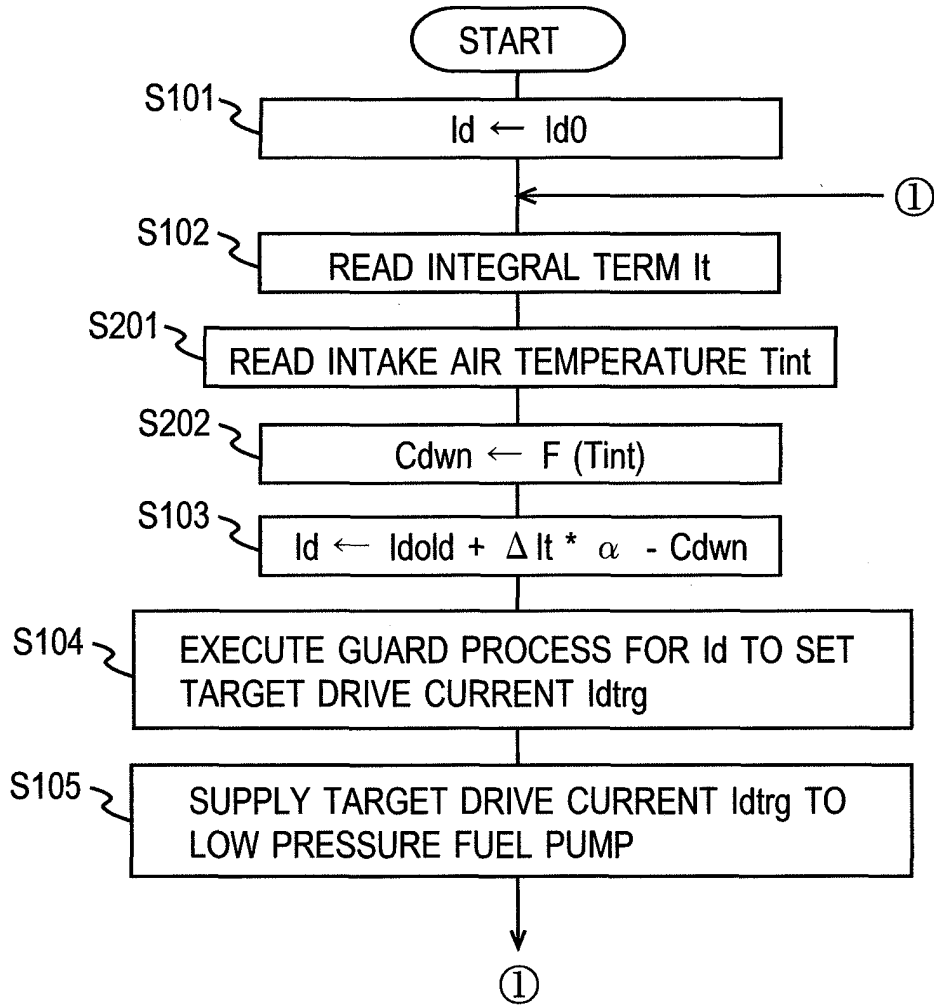 START
S101
Id ← Id0
①
S102
READ INTEGRAL TERM It
S201
READ INTAKE AIR TEMPERATURE Tint
S202
Cdwn ← F (Tint)
S103
Id ← Idold + Δ It * α - Cdwn
S104
EXECUTE GUARD PROCESS FOR Id TO SET
TARGET DRIVE CURRENT Idtrg
S105
SUPPLY TARGET DRIVE CURRENT Idtrg TO
LOW PRESSURE FUEL PUMP
①